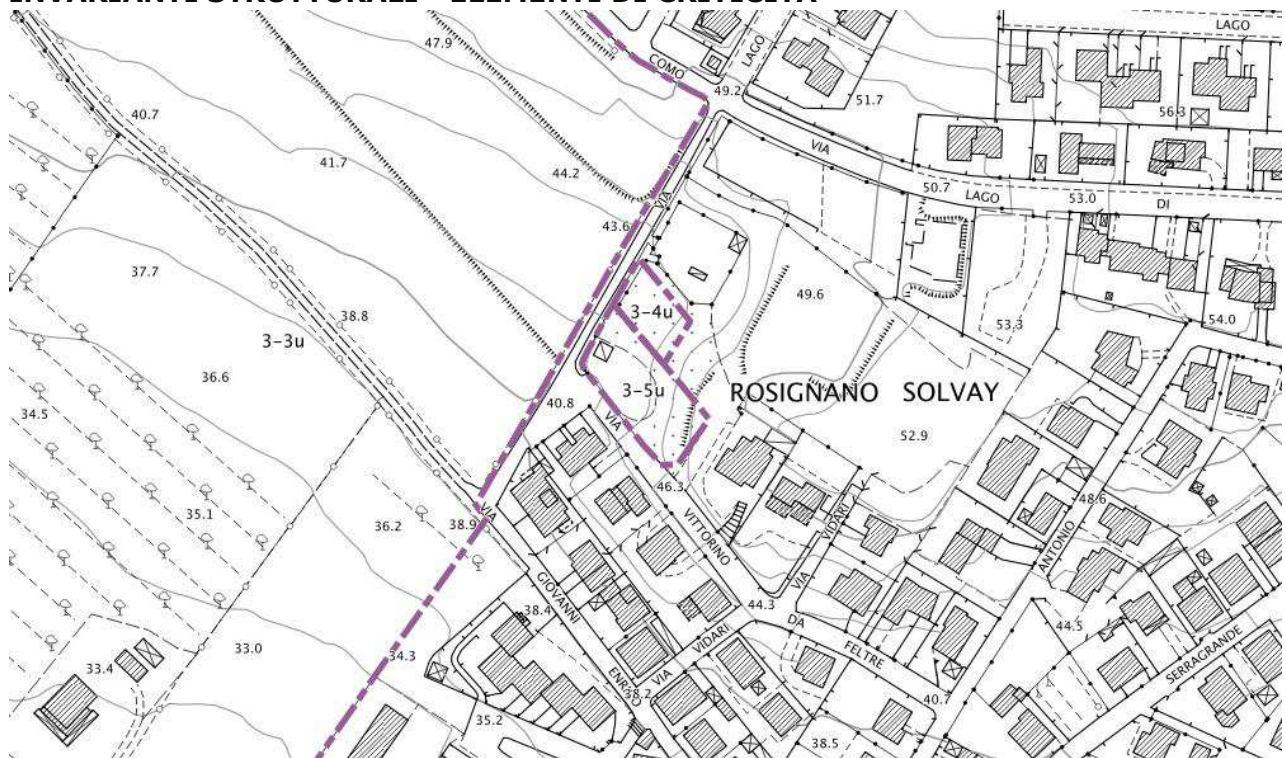 INVARIANTE STRUTTURALE - ELEMENTI DI CRITICITÀ
LAGO
47.9
COMO
LAGO
49.2
51.7
56.3
40.7
41.7
44.2
VIA
VIA
50.7
LAGO
53.0
DI
43.6
37.7
38.8
3-3u
3-4u
49.6
53.3
54.0
36.6
34.5
40.8
3-5u
ROSIGNANO SOLVAY
VIA
52.9
46.3
35.1
36.2
38.9
VIA
VITTORINO
VIDARI
VIA
48.6
ANTONIO
GIOVANNI
38.4
44.3
DA
FELTRE
44.5
SERRAGRANDE
33.4
33.0
34.3
ENRICO
38.2
VIA
VIDARI
40.7
35.2
38.5